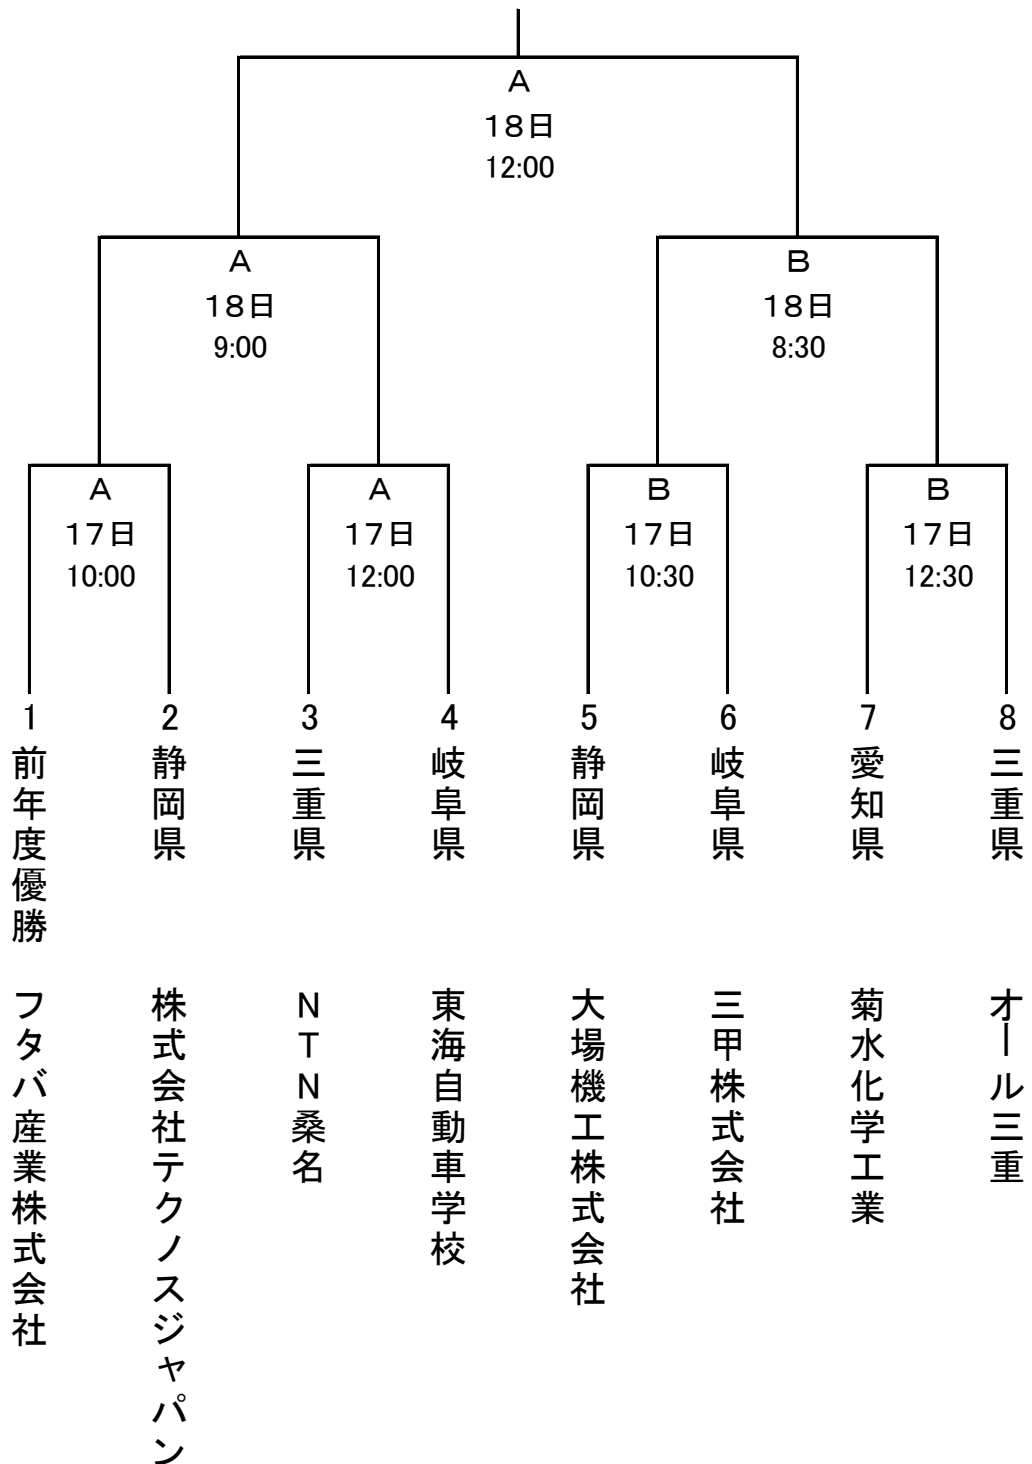 A
18日
12:00
A
18日
9:00
B
18日
8:30
A
17日
10:00
A
17日
12:00
B
17日
10:30
B
17日
12:30
1
前年度優勝 フタバ産業株式会社
2
静岡県 株式会社テクノスジャパン
3
三重県 NTN桑名
4
岐阜県 東海自動車学校
5
静岡県 大場機工株式会社
6
岐阜県 三甲株式会社
7
愛知県 菊水化学工業
8
三重県 オール三重